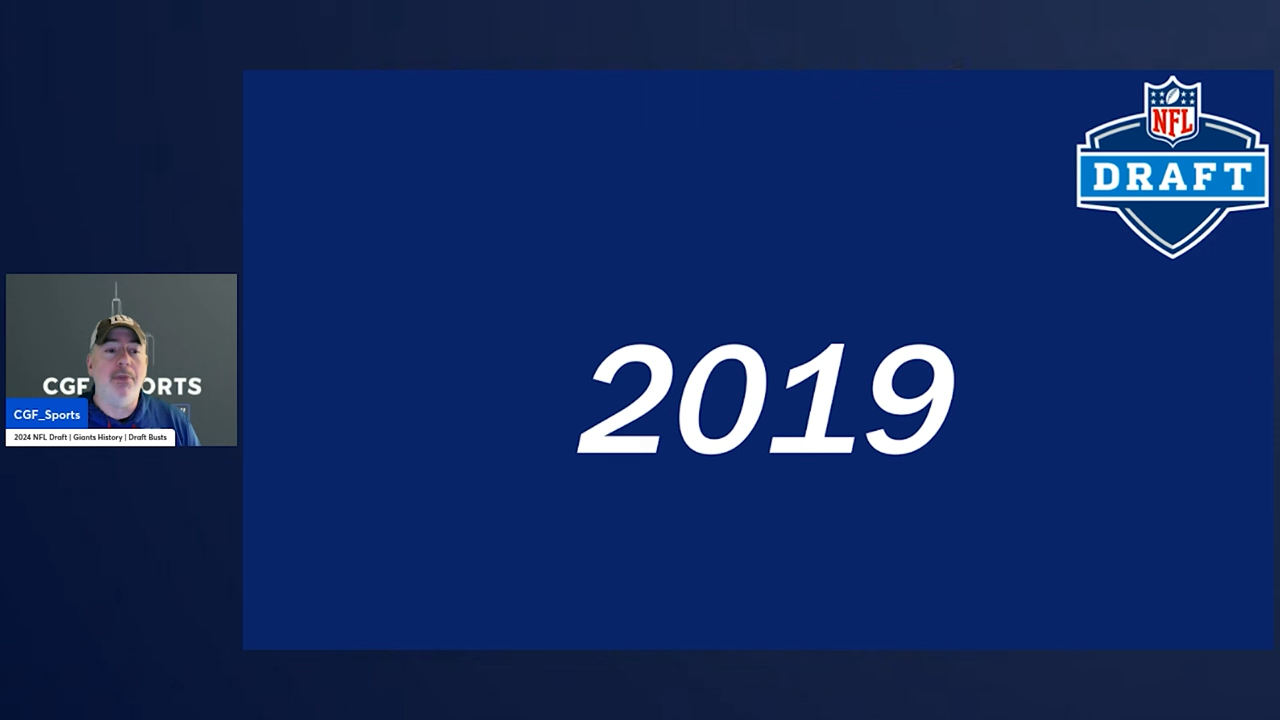 NFL
DRAFT
2019
CGF SPORTS
CGF_Sports
2024 NFL Draft | Giants History | Draft Busts